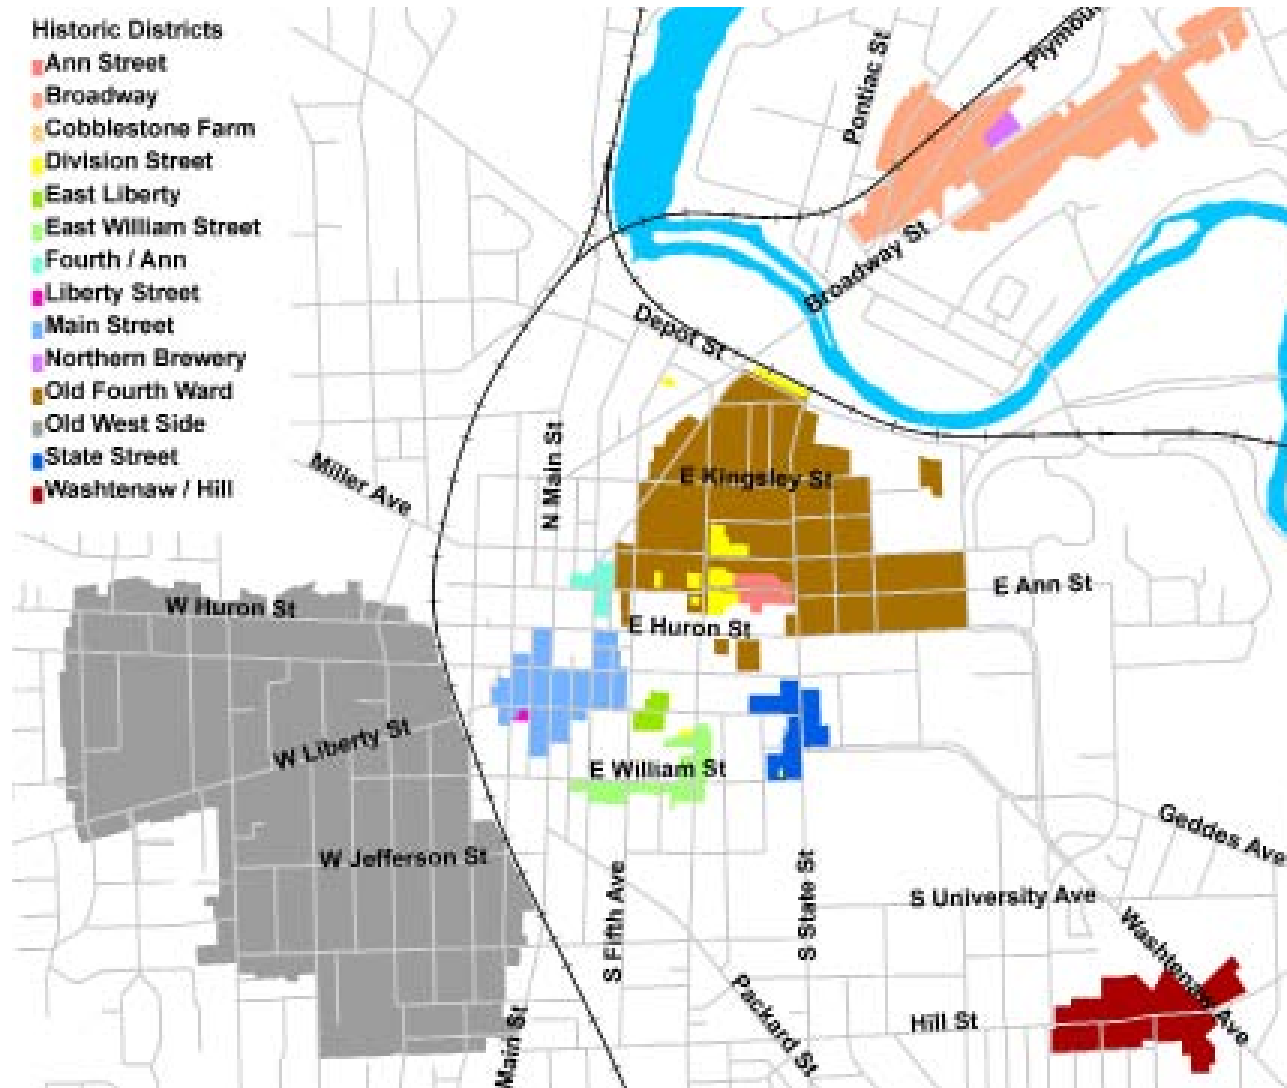 Historic Districts
Ann Street
Broadway
Cobblestone Farm
Division Street
East Liberty
East William Street
Fourth / Ann
Liberty Street
Main Street
Northern Brewery
Old Fourth Ward
Old West Side
State Street
Washtenaw / Hill
Pontiac St
Plymou
Broadway St
Depot St
N Main St
Miller Ave
E Kingsley St
E Ann St
W Huron St
E Huron St
W Liberty St
E William St
Geddes Ave
W Jefferson St
S Fifth Ave
S State St
S University Ave
Washtenaw Ave
Packard St
Hill St
Main St